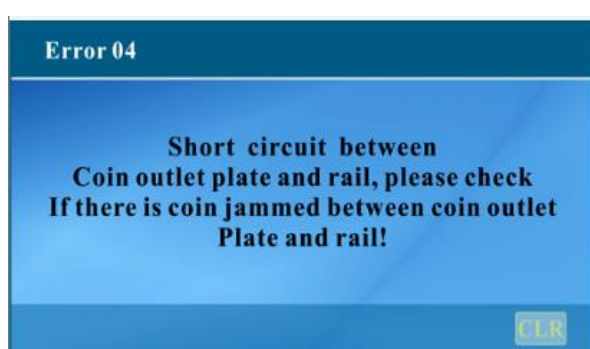 Error 04
Short circuit between
Coin outlet plate and rail, please check
If there is coin jammed between coin outlet
Plate and rail!
CLR